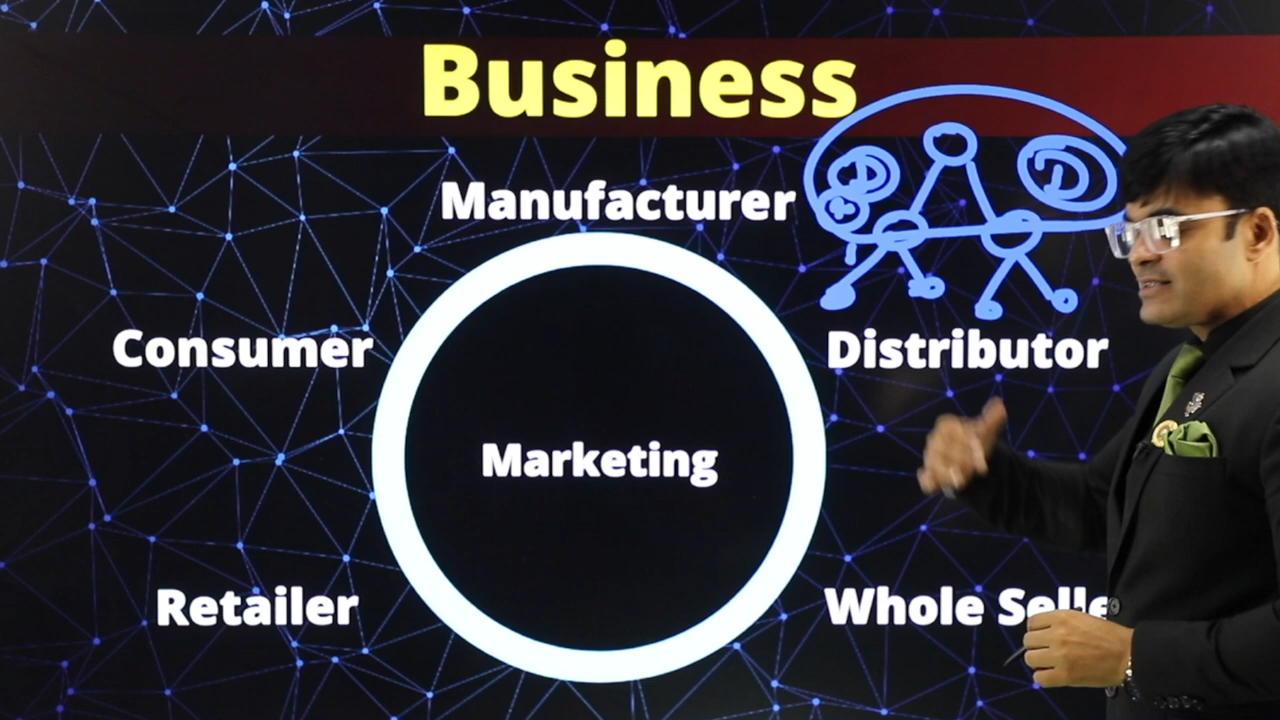 Business
Manufacturer
D D
Consumer
Distributor
Marketing
Retailer
Whole Selle